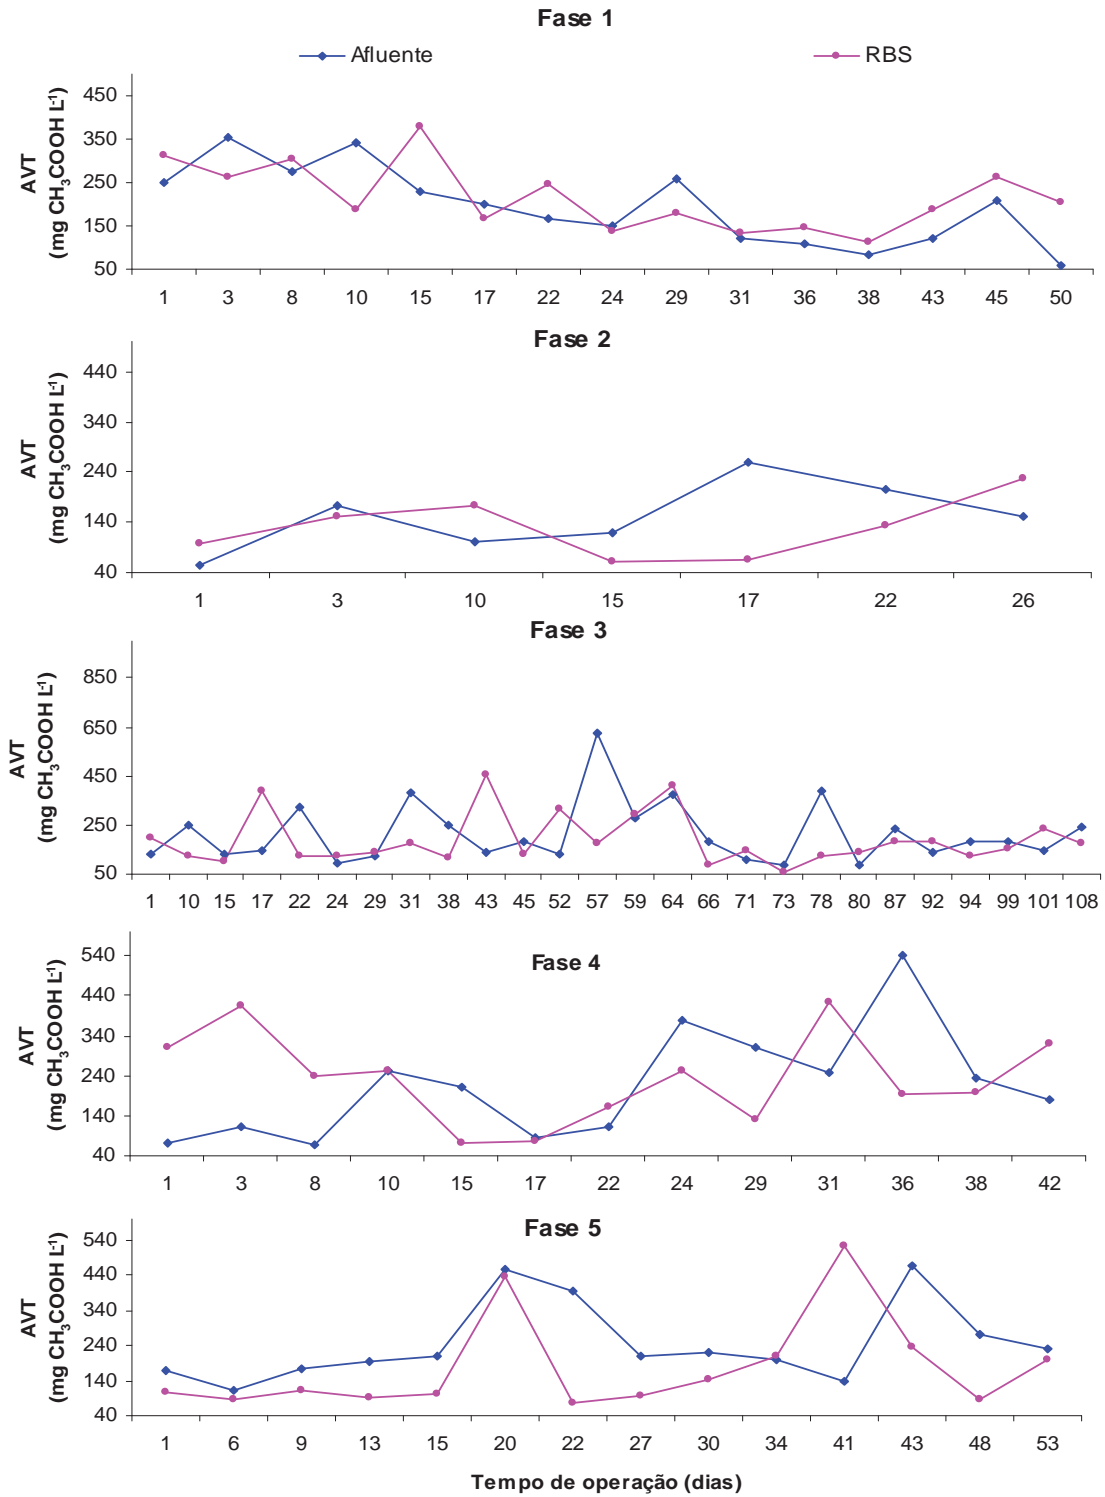 Fase 1
Afluente RBS
AVT
(mg CH₃COOH L⁻¹)
450
350
250
150
50
1 3 8 10 15 17 22 24 29 31 36 38 43 45 50
Fase 2
AVT
(mg CH₃COOH L⁻¹)
440
340
240
140
40
1 3 10 15 17 22 26
Fase 3
AVT
(mg CH₃COOH L⁻¹)
850
650
450
250
50
1 10 15 17 22 24 29 31 38 43 45 52 57 59 64 66 71 73 78 80 87 92 94 99 101 108
Fase 4
AVT
(mg CH₃COOH L⁻¹)
540
440
340
240
140
40
1 3 8 10 15 17 22 24 29 31 36 38 42
Fase 5
AVT
(mg CH₃COOH L⁻¹)
540
440
340
240
140
40
1 6 9 13 15 20 22 27 30 34 41 43 48 53
Tempo de operação (dias)